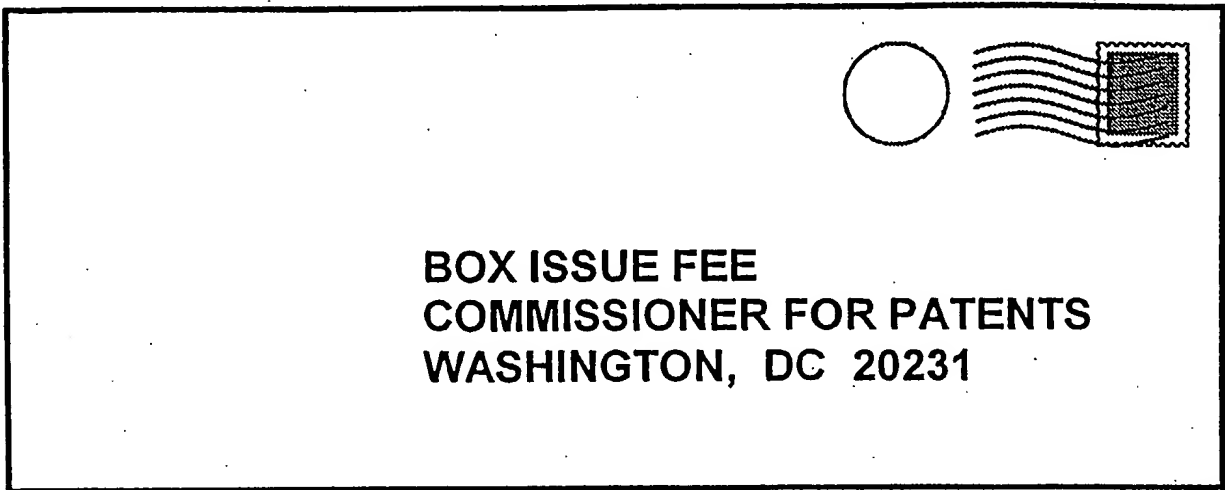 BOX ISSUE FEE
COMMISSIONER FOR PATENTS
WASHINGTON, DC 20231